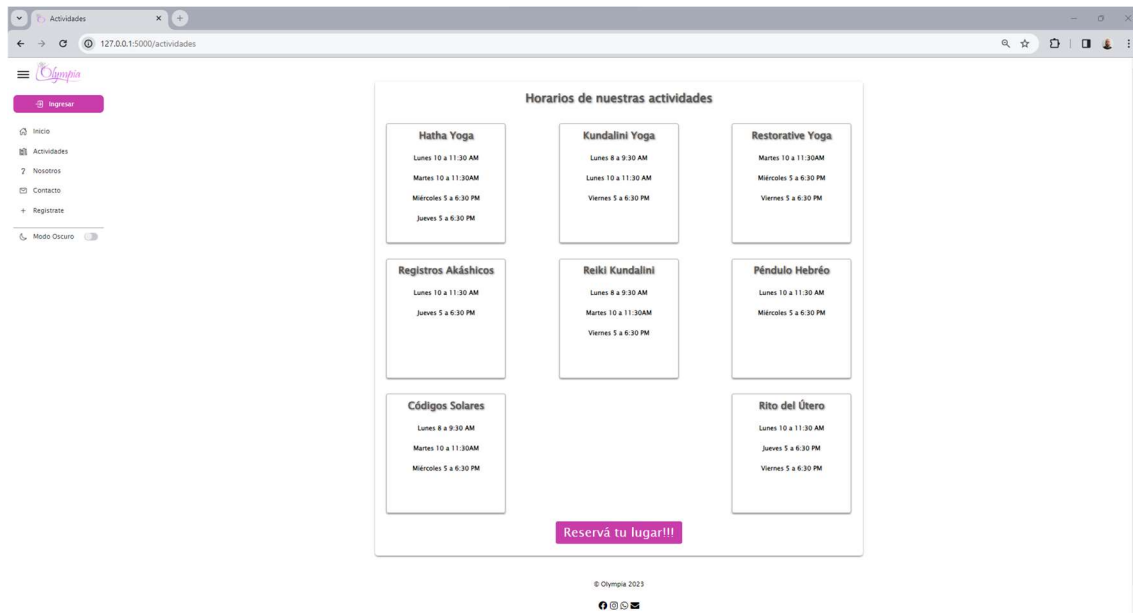 Actividades
127.0.0.1:5000/actividades
Olympia
Ingresar
Inicio
Actividades
Nosotros
Contacto
Registrate
Modo Oscuro
Horarios de nuestras actividades
Hatha Yoga
Lunes 10 a 11:30 AM
Martes 10 a 11:30AM
Miércoles 5 a 6:30 PM
Jueves 5 a 6:30 PM
Kundalini Yoga
Lunes 8 a 9:30 AM
Lunes 10 a 11:30 AM
Viernes 5 a 6:30 PM
Restorative Yoga
Martes 10 a 11:30AM
Miércoles 5 a 6:30 PM
Viernes 5 a 6:30 PM
Registros Akáshicos
Lunes 10 a 11:30 AM
Jueves 5 a 6:30 PM
Reiki Kundalini
Lunes 8 a 9:30 AM
Martes 10 a 11:30AM
Viernes 5 a 6:30 PM
Péndulo Hebréo
Lunes 10 a 11:30 AM
Miércoles 5 a 6:30 PM
Códigos Solares
Lunes 8 a 9:30 AM
Martes 10 a 11:30AM
Miércoles 5 a 6:30 PM
Rito del Útero
Lunes 10 a 11:30 AM
Jueves 5 a 6:30 PM
Viernes 5 a 6:30 PM
Reservá tu lugar!!!
© Olympia 2023